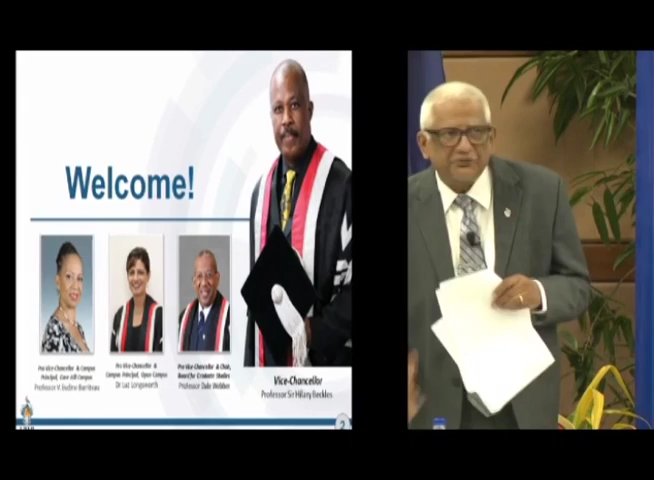 Welcome!
Pro Vice-Chancellor & Campus
Principal, Cave Hill Campus
Professor V. Eudine Barriteau
Pro Vice-Chancellor &
Campus Principal, Open Campus
Dr Luz Longsworth
Pro Vice-Chancellor & Chair,
Board for Graduate Studies
Professor Dale Webber
Vice-Chancellor
Professor Sir Hilary Beckles
2